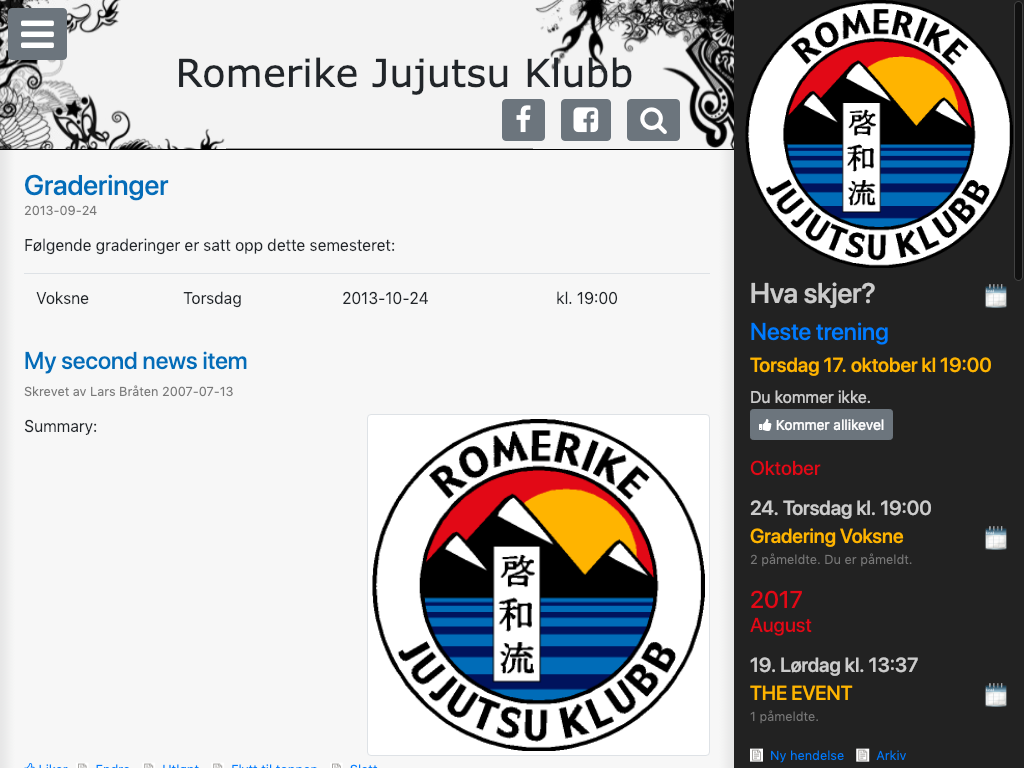 Romerike Jujutsu Klubb
Graderinger
2013-09-24
Følgende graderinger er satt opp dette semesteret:
Voksne Torsdag 2013-10-24 kl. 19:00
My second news item
Skrevet av Lars Bråten 2007-07-13
Summary:
ROMERIKE
啓和流
JUJUTSU KLUBB
Liker Endre Utløpt Flytt til toppen Slett
ROMERIKE
啓和流
JUJUTSU KLUBB
Hva skjer?
Neste trening
Torsdag 17. oktober kl 19:00
Du kommer ikke.
Kommer allikevel
Oktober
24. Torsdag kl. 19:00
Gradering Voksne
2 påmeldte. Du er påmeldt.
2017
August
19. Lørdag kl. 13:37
THE EVENT
1 påmeldte.
Ny hendelse Arkiv